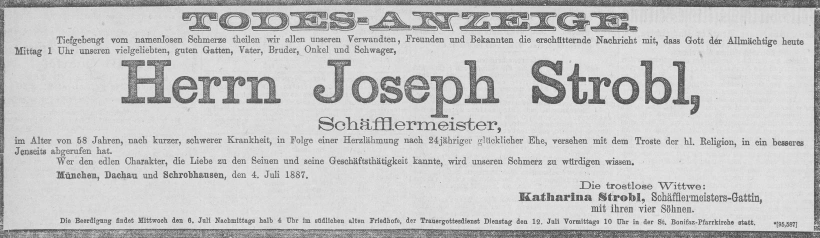 TODES-ANZEIGE.
Tiefgebeugt vom namenlosen Schmerze theilen wir allen unseren Verwandten, Freunden und Bekannten die erschütternde Nachricht mit, dass Gott der Allmächtige heute
Mittag 1 Uhr unseren vielgeliebten, guten Gatten, Vater, Bruder, Onkel und Schwager,
Herrn Joseph Strobl,
Schäfflermeister,
im Alter von 58 Jahren, nach kurzer, schwerer Krankheit, in Folge einer Herzlähmung nach 24jähriger glücklicher Ehe, versehen mit dem Troste der hl. Religion, in ein besseres
Jenseits abgerufen hat.
Wer den edlen Charakter, die Liebe zu den Seinen und seine Geschäftsthätigkeit kannte, wird unseren Schmerz zu würdigen wissen.
München, Dachau und Schrobhausen, den 4. Juli 1887.
Die trostlose Wittwe:
Katharina Strobl, Schäfflermeisters-Gattin,
mit ihren vier Söhnen.
Die Beerdigung findet Mittwoch den 6. Juli Nachmittags halb 4 Uhr im südlichen alten Friedhofe, der Trauergottesdienst Dienstag den 12. Juli Vormittags 10 Uhr in der St. Bonifaz-Pfarrkirche statt. *[95,587]